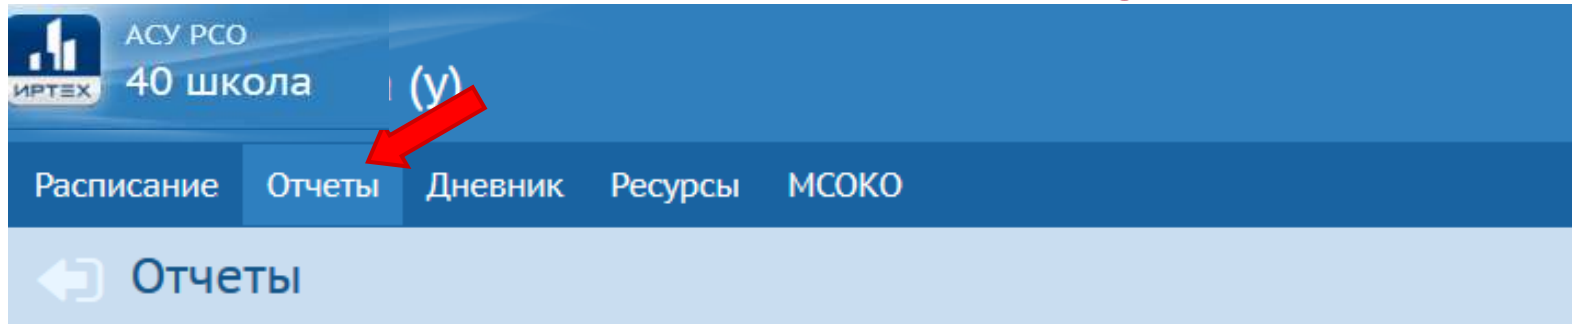 АСУ РСО
ИРТЕХ
40 школа (у)
Расписание Отчеты Дневник Ресурсы МСОКО
Отчеты